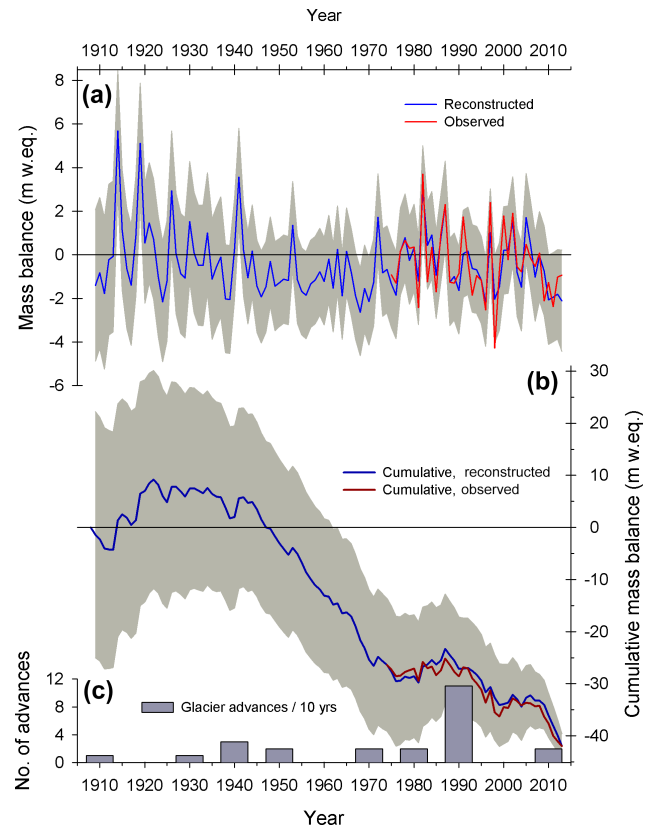 Year
1910 1920 1930 1940 1950 1960 1970 1980 1990 2000 2010
(a)
Mass balance (m w.eq.)
8
6
4
2
0
-2
-4
-6
Reconstructed
Observed
(b)
Cumulative mass balance (m w.eq.)
30
20
10
0
-10
-20
-30
-40
Cumulative, reconstructed
Cumulative, observed
(c)
No. of advances
12
8
4
0
Glacier advances / 10 yrs
1910 1920 1930 1940 1950 1960 1970 1980 1990 2000 2010
Year